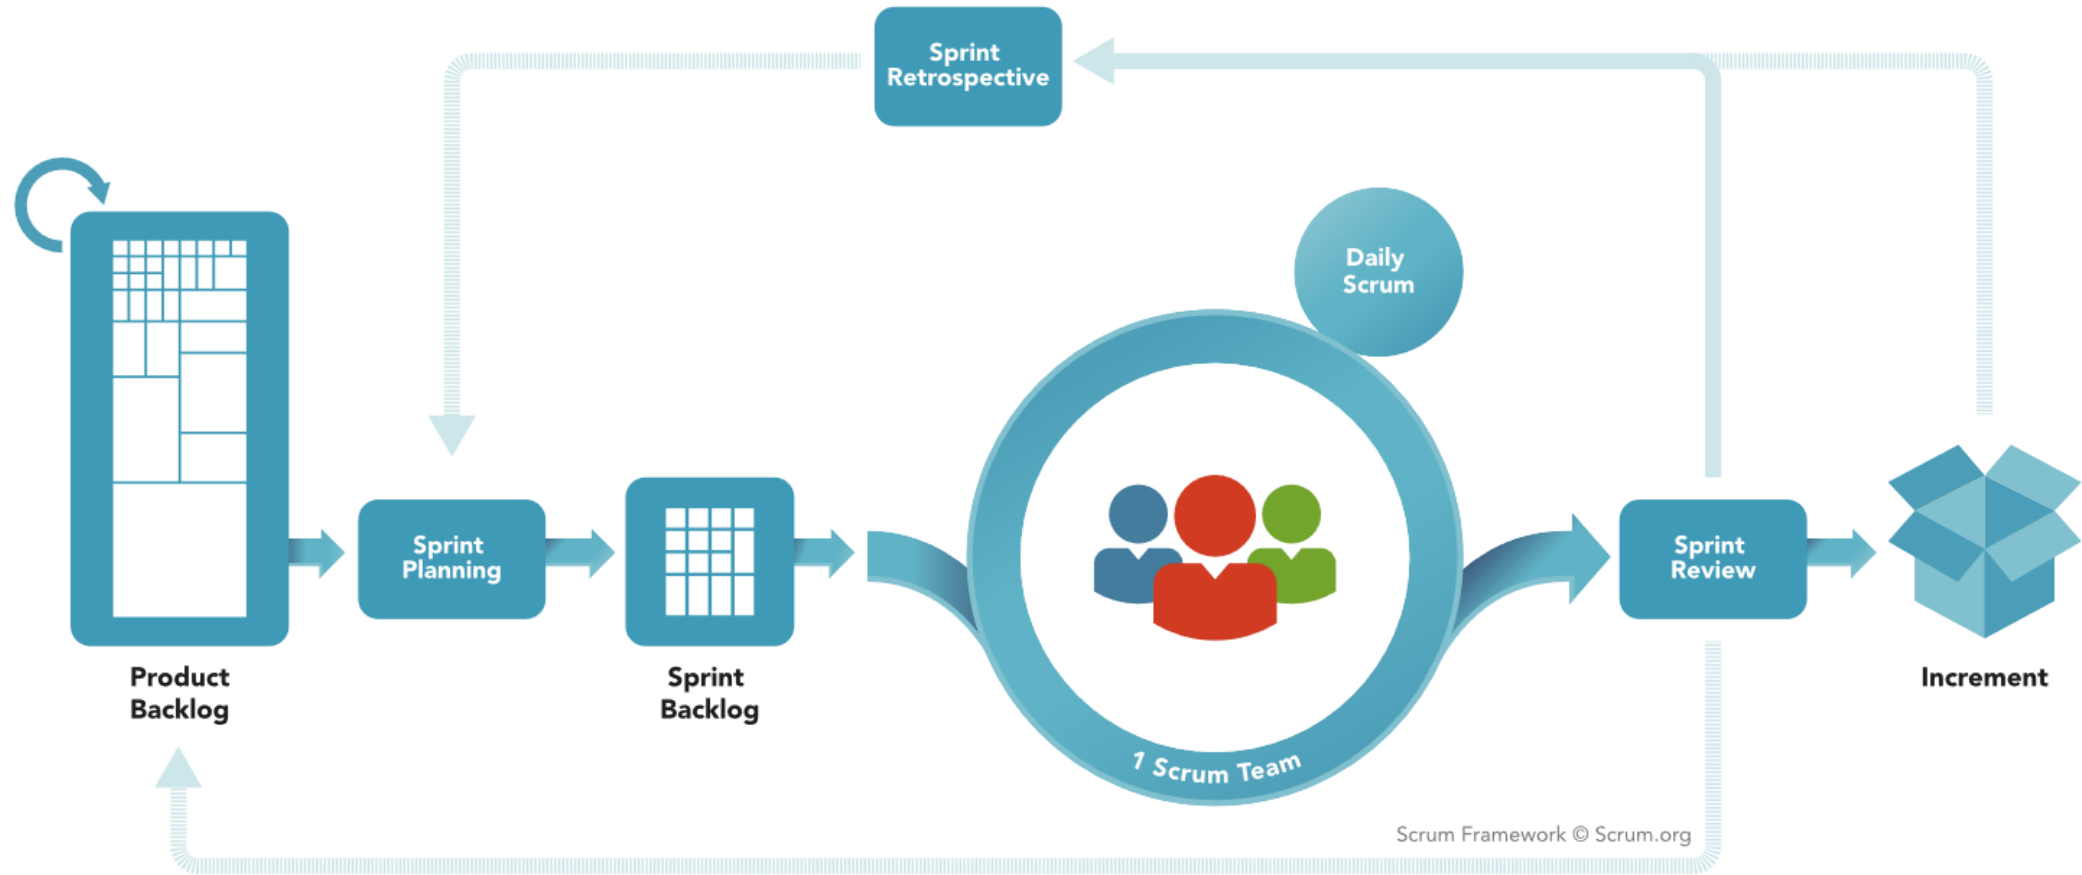 Sprint
Retrospective
Daily
Scrum
Sprint
Planning
Sprint
Review
Product
Backlog
Sprint
Backlog
Increment
1 Scrum Team
Scrum Framework © Scrum.org